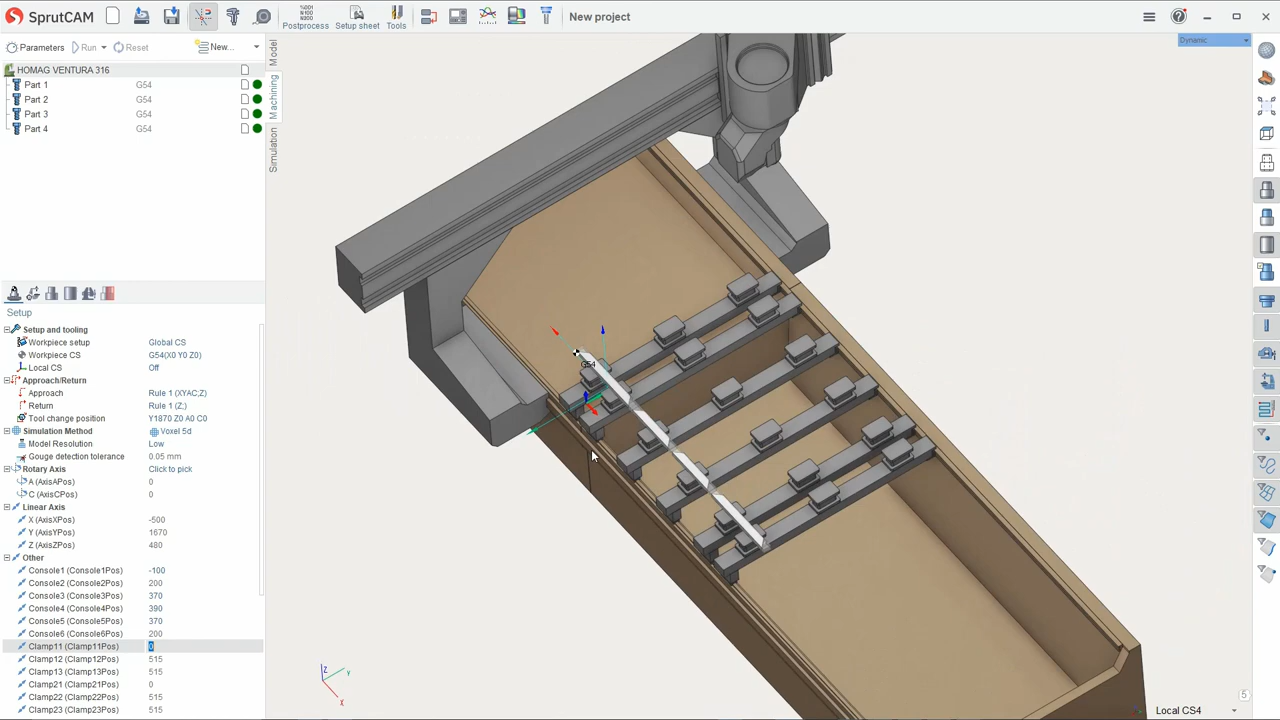 SprutCAM
%001
N100
N300
Postprocess
Setup sheet
Tools
New project
Parameters
Run
Reset
New...
HOMAG VENTURA 316
Part 1 G54
Part 2 G54
Part 3 G54
Part 4 G54
Model
Machining
Simulation
Dynamic
Setup
Setup and tooling
Workpiece setup Global CS
Workpiece CS G54(X0 Y0 Z0)
Local CS Off
Approach/Return
Approach Rule 1 (XYAC;Z)
Return Rule 1 (Z;)
Tool change position Y1870 Z0 A0 C0
Simulation Method Voxel 5d
Model Resolution Low
Gouge detection tolerance 0.05 mm
Rotary Axis Click to pick
A (AxisAPos) 0
C (AxisCPos) 0
Linear Axis
X (AxisXPos) -500
Y (AxisYPos) 1670
Z (AxisZPos) 480
Other
Console1 (Console1Pos) -100
Console2 (Console2Pos) 200
Console3 (Console3Pos) 370
Console4 (Console4Pos) 390
Console5 (Console5Pos) 370
Console6 (Console6Pos) 200
Clamp11 (Clamp11Pos) 0
Clamp12 (Clamp12Pos) 515
Clamp13 (Clamp13Pos) 515
Clamp21 (Clamp21Pos) 0
Clamp22 (Clamp22Pos) 515
Clamp23 (Clamp23Pos) 515
G54
Z
Y
X
5
Local CS4